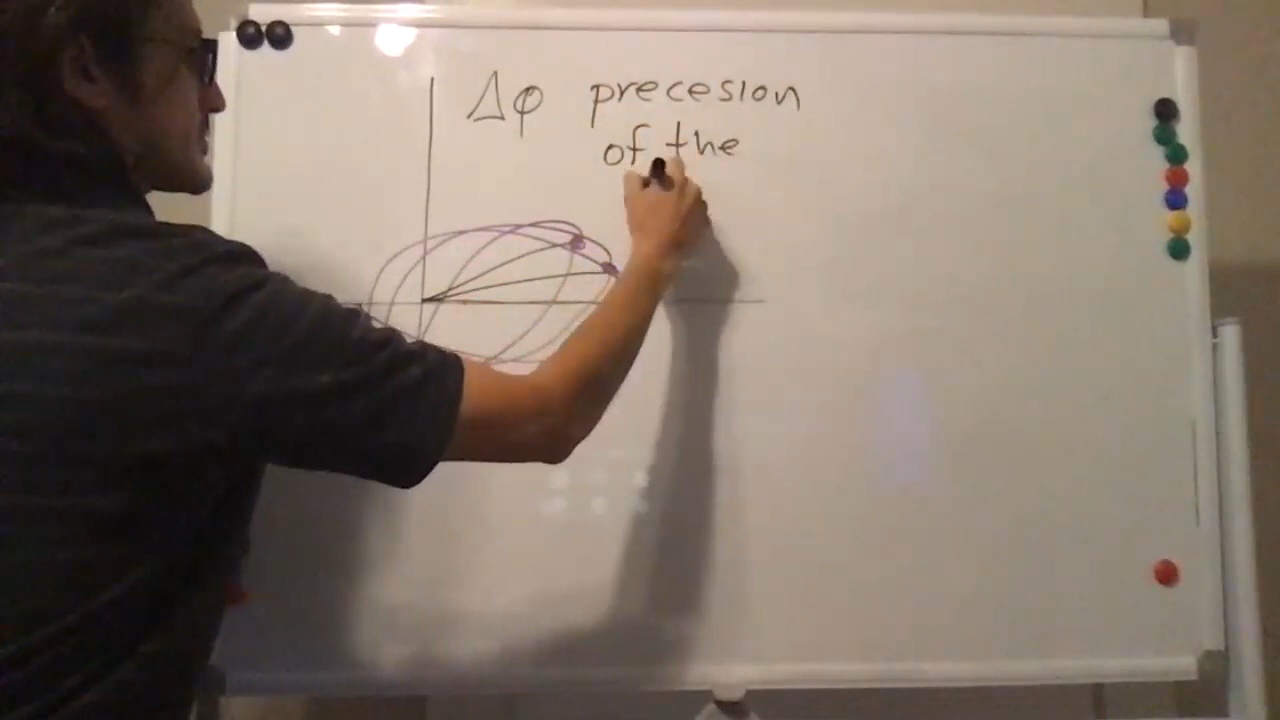 Δφ precesion
of the